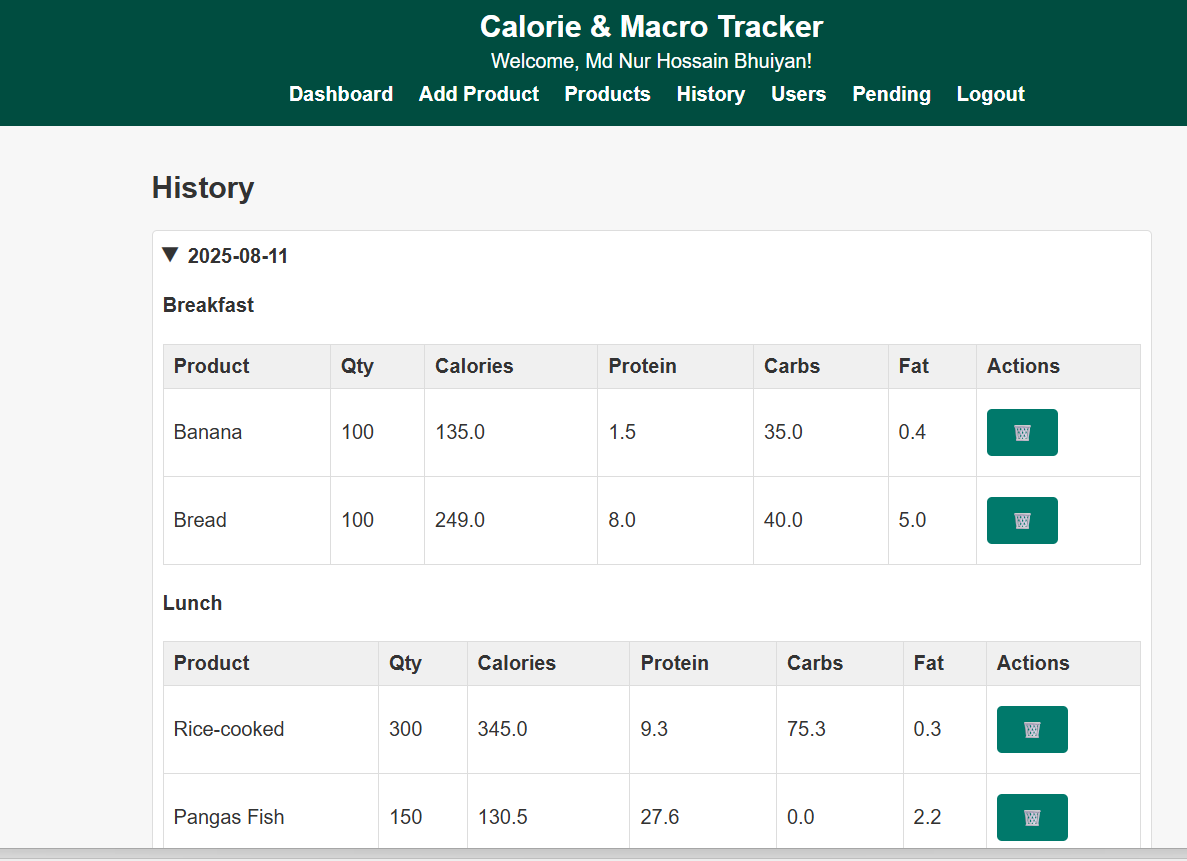 Calorie & Macro Tracker
Welcome, Md Nur Hossain Bhuiyan!
Dashboard Add Product Products History Users Pending Logout
History
▼ 2025-08-11
Breakfast
Product Qty Calories Protein Carbs Fat Actions
Banana 100 135.0 1.5 35.0 0.4
Bread 100 249.0 8.0 40.0 5.0
Lunch
Product Qty Calories Protein Carbs Fat Actions
Rice-cooked 300 345.0 9.3 75.3 0.3
Pangas Fish 150 130.5 27.6 0.0 2.2